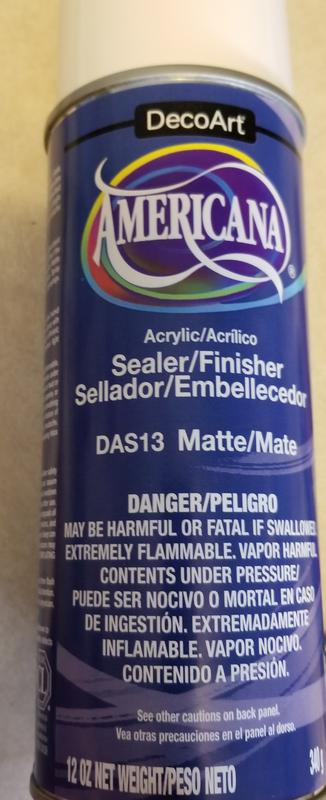 DecoArt®
AMERICANA®
Acrylic/Acrílico
Sealer/Finisher
Sellador/Embellecedor
DAS13 Matte/Mate
DANGER/PELIGRO
MAY BE HARMFUL OR FATAL IF SWALLOWED.
EXTREMELY FLAMMABLE. VAPOR HARMFUL.
CONTENTS UNDER PRESSURE/
PUEDE SER NOCIVO O MORTAL EN CASO
DE INGESTIÓN. EXTREMADAMENTE
INFLAMABLE. VAPOR NOCIVO.
CONTENIDO A PRESIÓN.
See other cautions on back panel.
Vea otras precauciones en el panel al dorso.
12 OZ NET WEIGHT/PESO NETO 340 g